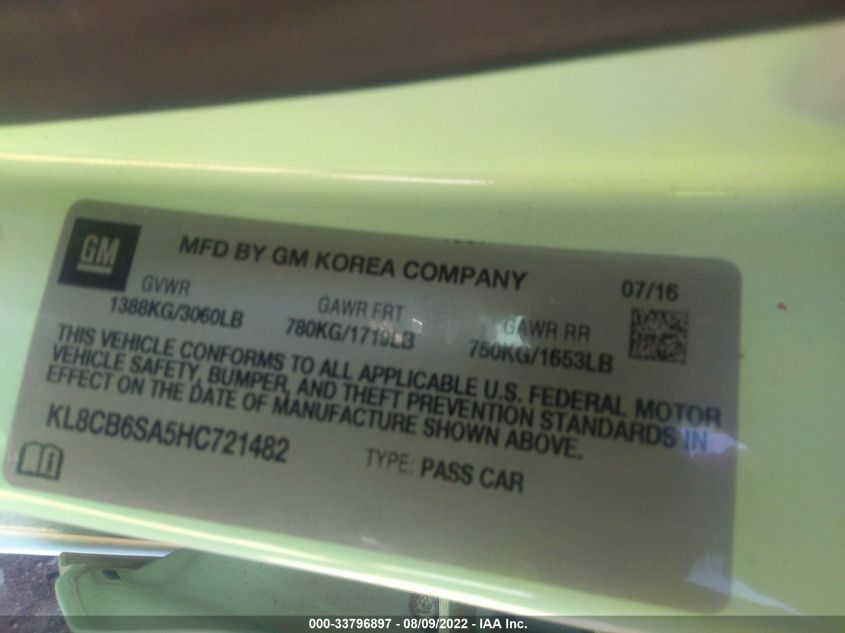 GM
MFD BY GM KOREA COMPANY
07/16
GVWR
GAWR FRT
GAWR RR
1388KG/3060LB
780KG/1719LB
750KG/1653LB
THIS VEHICLE CONFORMS TO ALL APPLICABLE U.S. FEDERAL MOTOR
VEHICLE SAFETY, BUMPER, AND THEFT PREVENTION STANDARDS IN
EFFECT ON THE DATE OF MANUFACTURE SHOWN ABOVE.
KL8CB6SA5HC721482
TYPE: PASS CAR
000-33796897 - 08/09/2022 - IAA Inc.